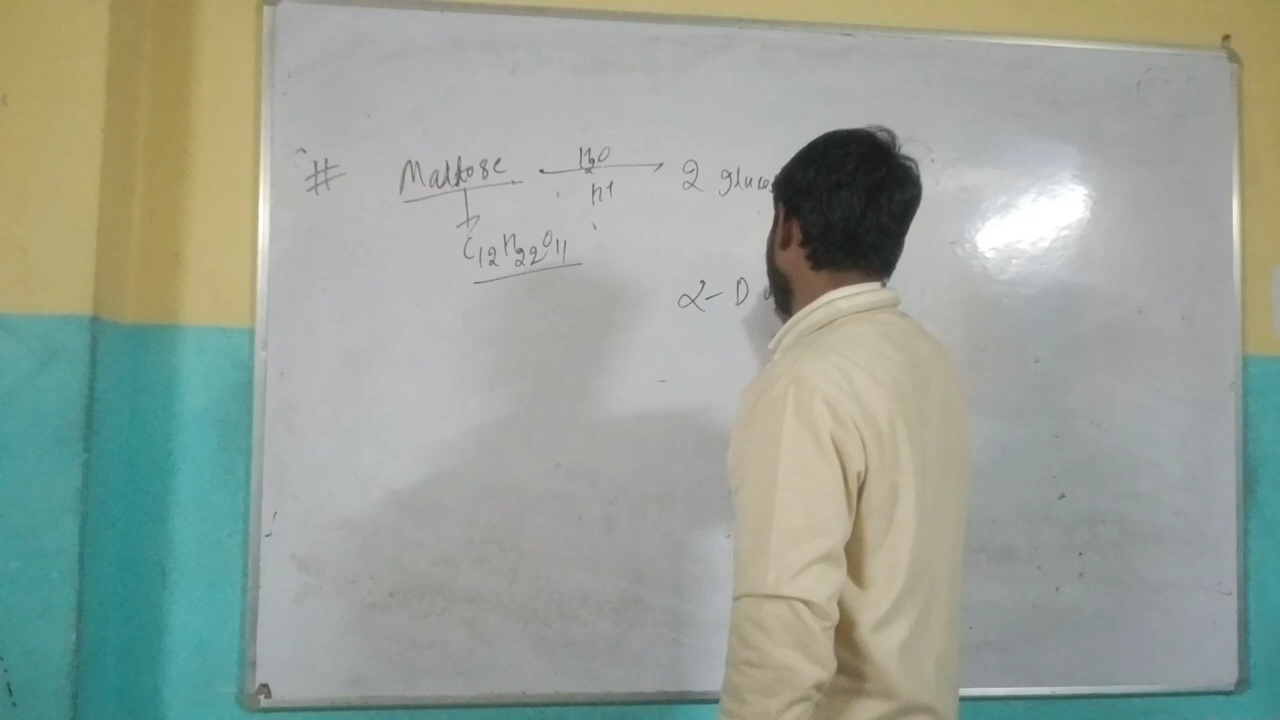 # Maltose H2O 2 gluco
H+
C12H22O11
α- D